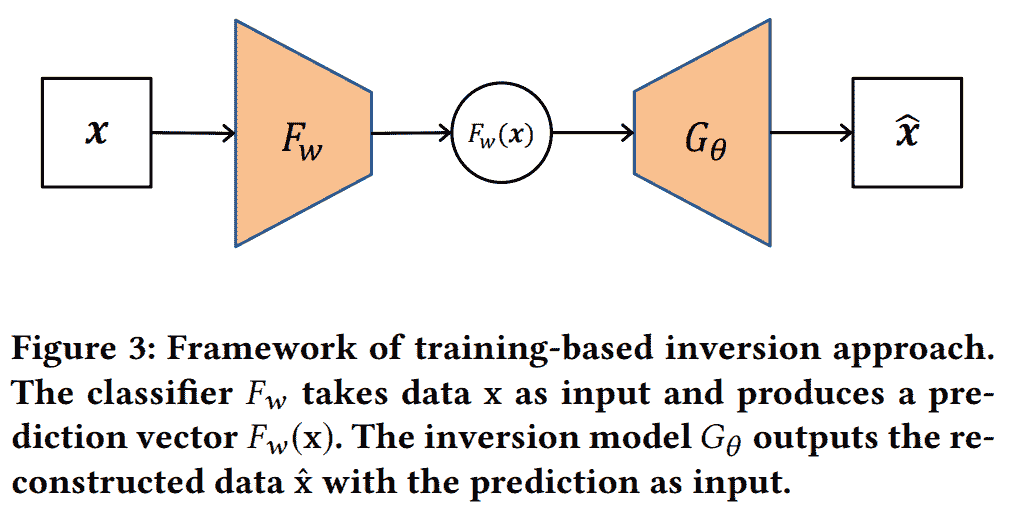 x
F_w
F_w(x)
G_θ
x̂
Figure 3: Framework of training-based inversion approach.
The classifier F_w takes data x as input and produces a pre-
diction vector F_w(x). The inversion model G_θ outputs the re-
constructed data x̂ with the prediction as input.